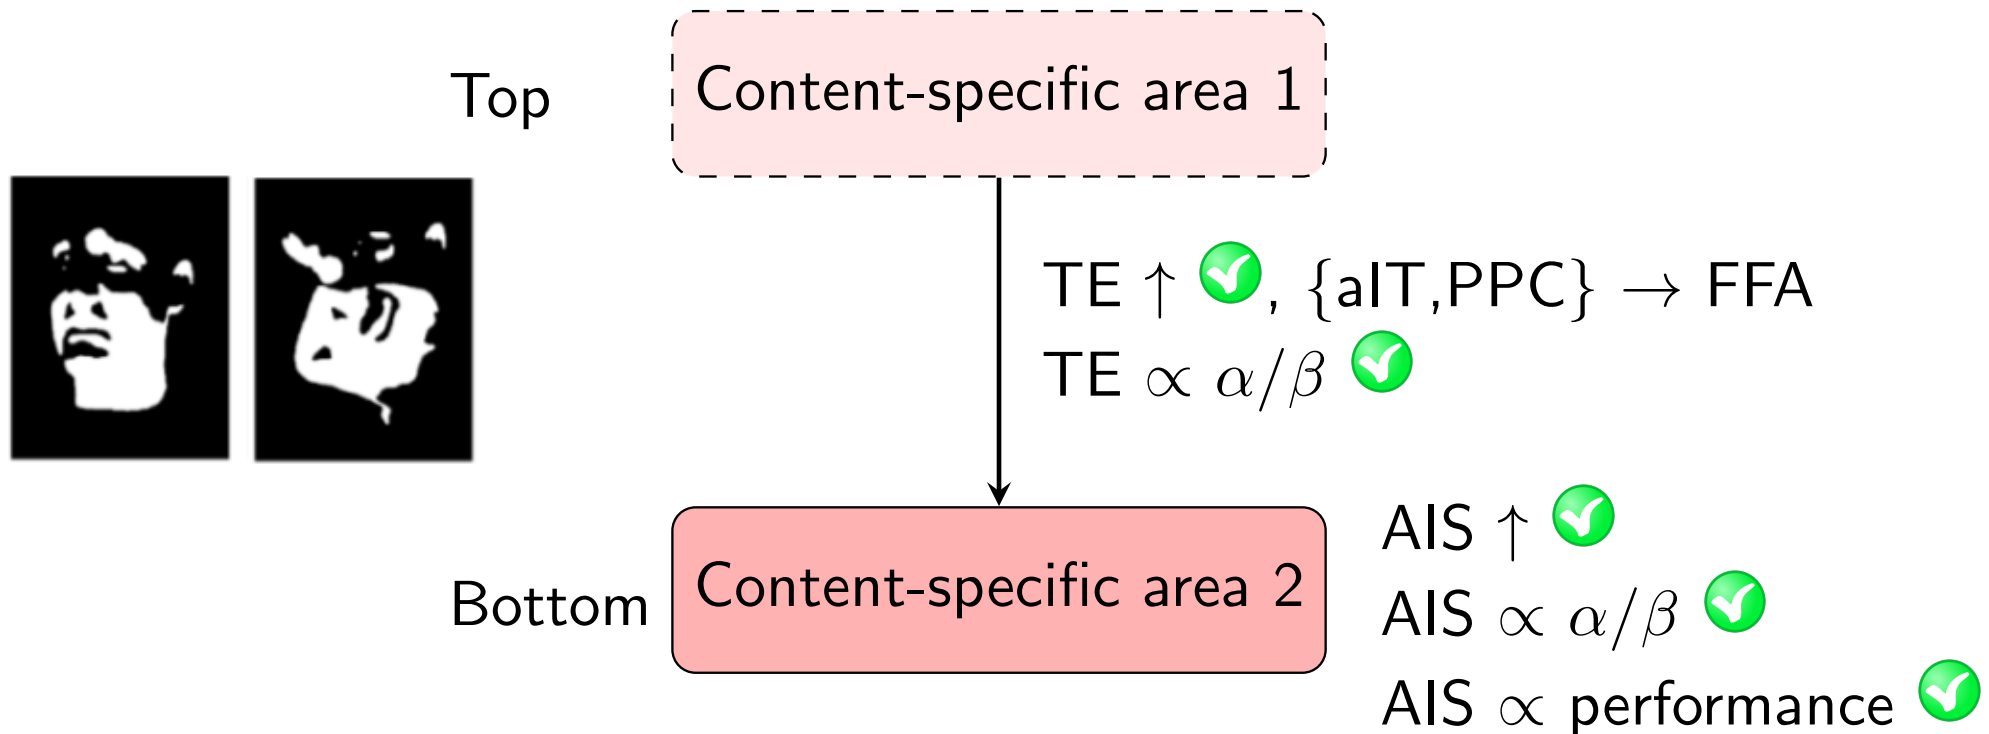 Top
Content-specific area 1
TE ↑ , {aIT,PPC} → FFA
TE ∝ α/β
Bottom
Content-specific area 2
AIS ↑
AIS ∝ α/β
AIS ∝ performance